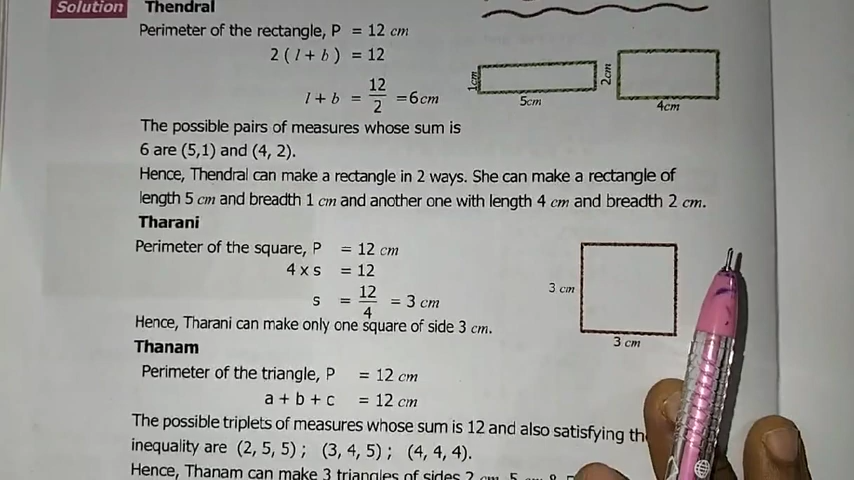 Solution Thendral
Perimeter of the rectangle, P = 12 cm
2 ( l + b ) = 12
l + b = 12/2 = 6 cm
1cm
5cm
2cm
4cm
The possible pairs of measures whose sum is
6 are (5,1) and (4, 2).
Hence, Thendral can make a rectangle in 2 ways. She can make a rectangle of
length 5 cm and breadth 1 cm and another one with length 4 cm and breadth 2 cm.
Tharani
Perimeter of the square, P = 12 cm
4 x s = 12
s = 12/4 = 3 cm
3 cm
3 cm
Hence, Tharani can make only one square of side 3 cm.
Thanam
Perimeter of the triangle, P = 12 cm
a + b + c = 12 cm
The possible triplets of measures whose sum is 12 and also satisfying
inequality are (2, 5, 5) ; (3, 4, 5) ; (4, 4, 4).
Hence, Thanam can make 3 triangles of sides 2 cm, 5